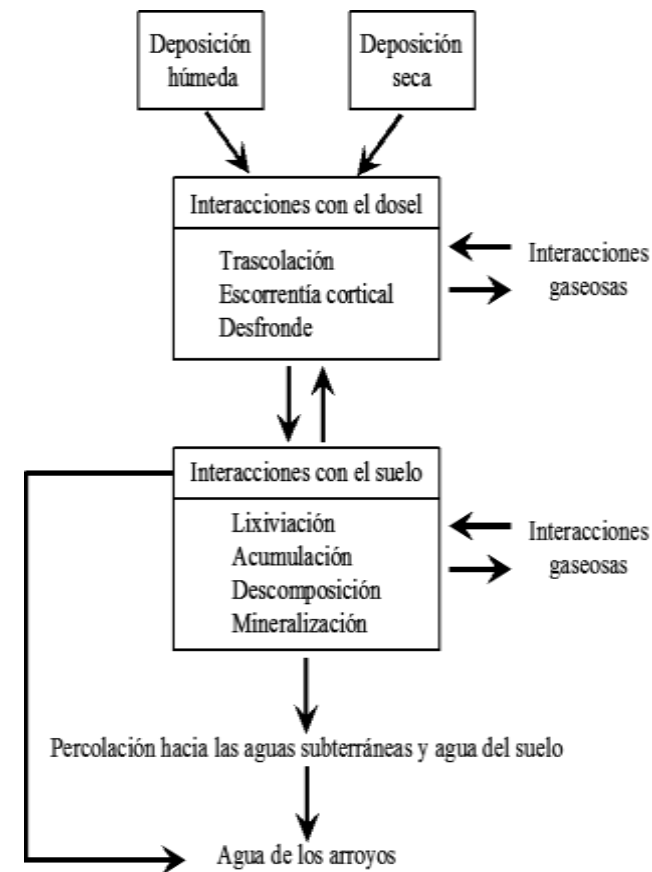 Deposición
húmeda
Deposición
seca
Interacciones con el dosel
Trascolación
Escorrentía cortical
Desfronde
Interacciones
gaseosas
Interacciones con el suelo
Lixiviación
Acumulación
Descomposición
Mineralización
Interacciones
gaseosas
Percolación hacia las aguas subterráneas y agua del suelo
Agua de los arroyos